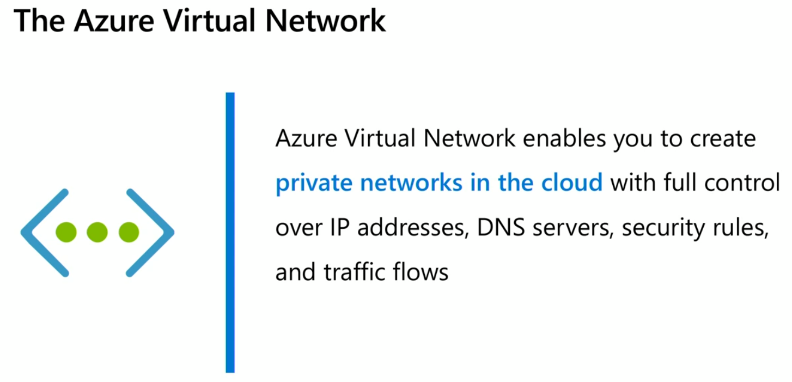 The Azure Virtual Network
Azure Virtual Network enables you to create
private networks in the cloud with full control
over IP addresses, DNS servers, security rules,
and traffic flows